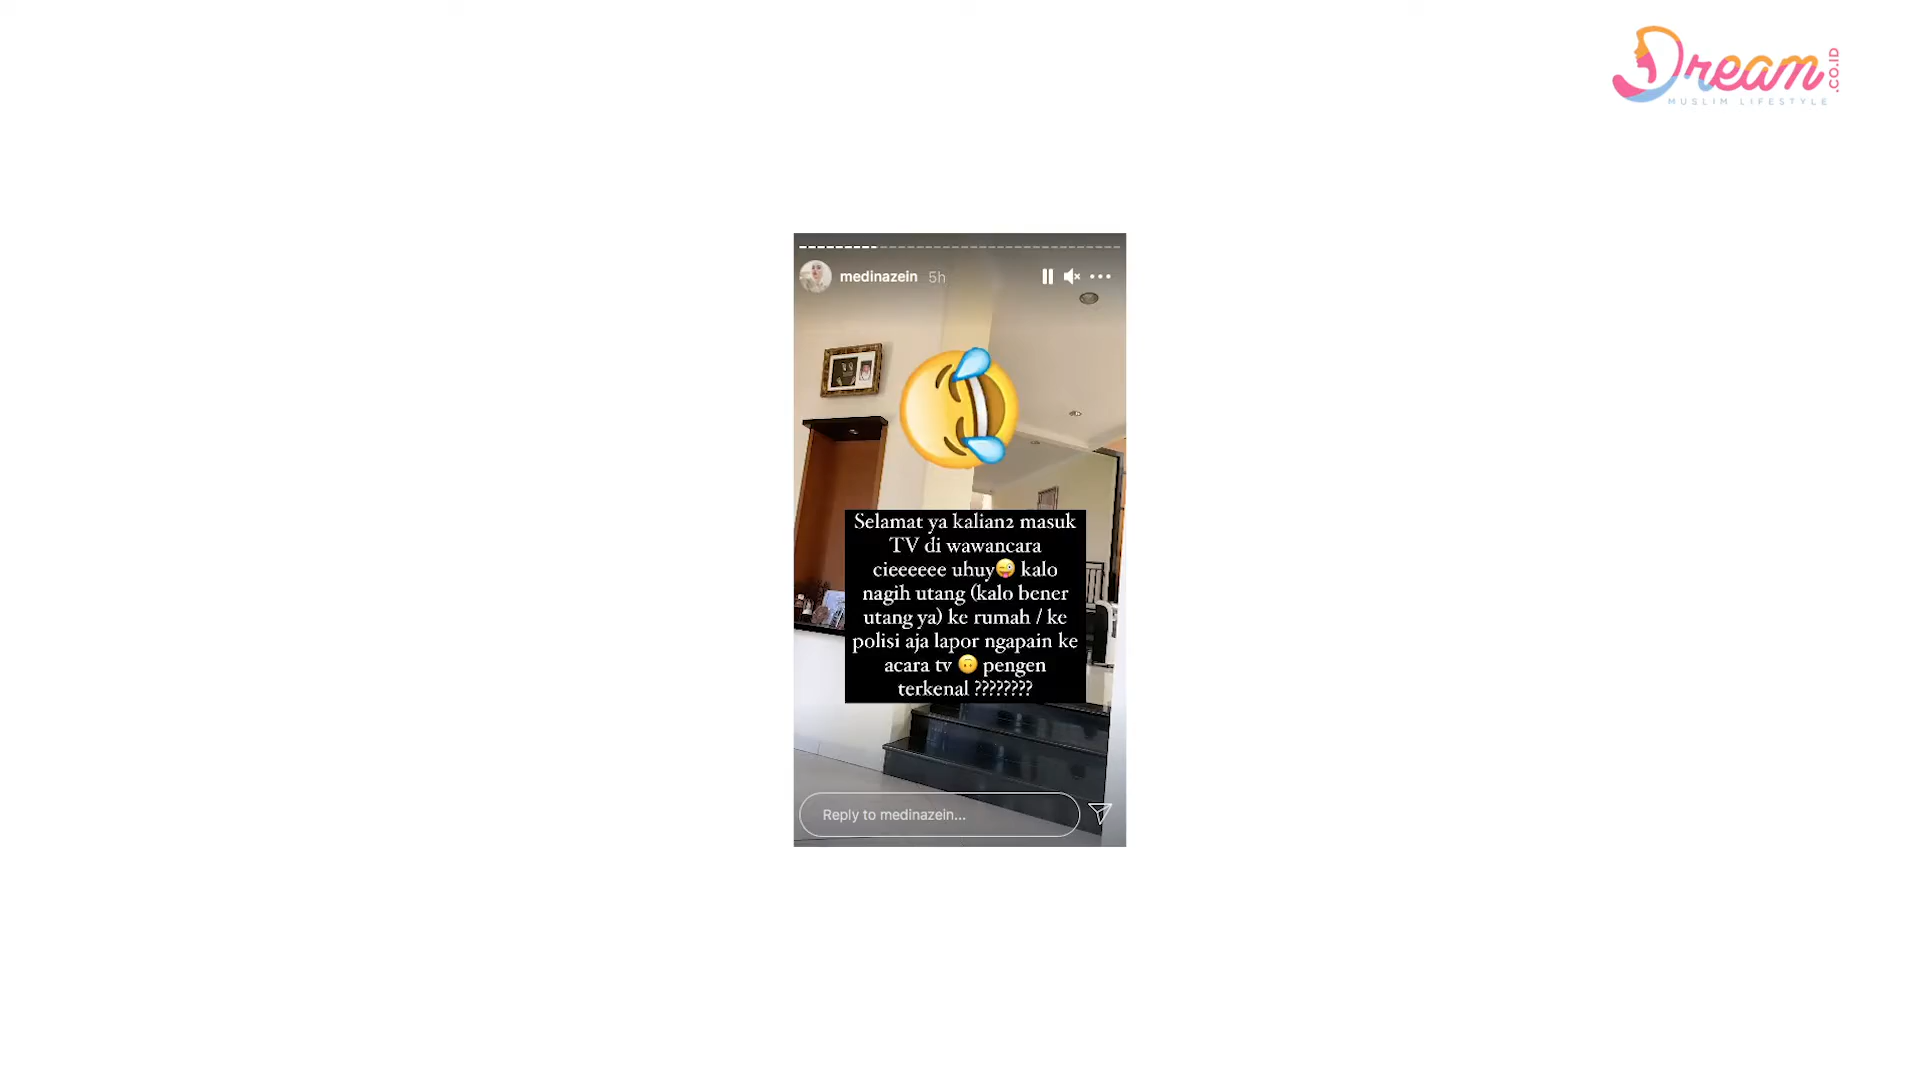 Dream
.CO.ID
MUSLIM LIFESTYLE
medinazein 5h
Selamat ya kalian2 masuk
TV di wawancara
cieeeeee uhuy😜 kalo
nagih utang (kalo bener
utang ya) ke rumah / ke
polisi aja lapor ngapain ke
acara tv 🙃 pengen
terkenal ????????
Reply to medinazein...